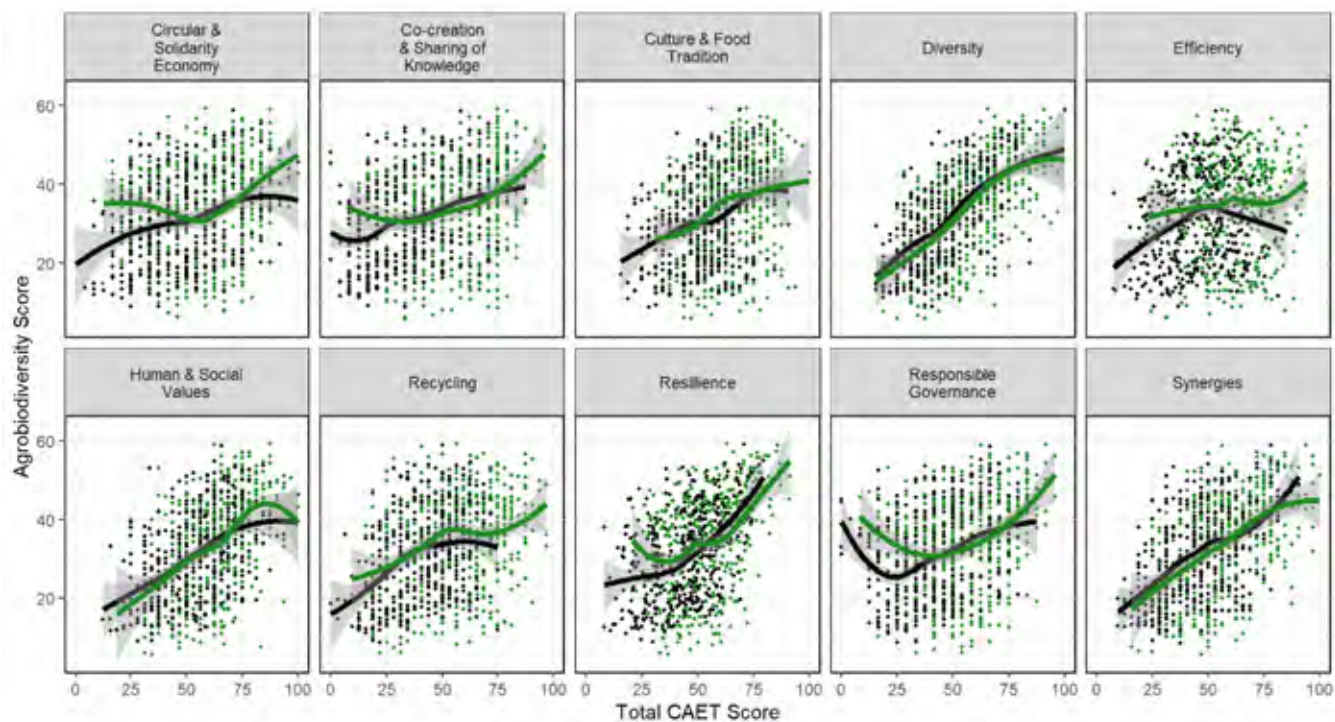 Circular &
Solidarity
Economy
Co-creation
& Sharing of
Knowledge
Culture & Food
Tradition
Diversity
Efficiency
60
40
20
Human & Social
Values
Recycling
Resilience
Responsible
Governance
Synergies
60
40
20
Agrobiodiversity Score
0 25 50 75 100 0 25 50 75 100 0 25 50 75 100 0 25 50 75 100 0 25 50 75 100
Total CAET Score